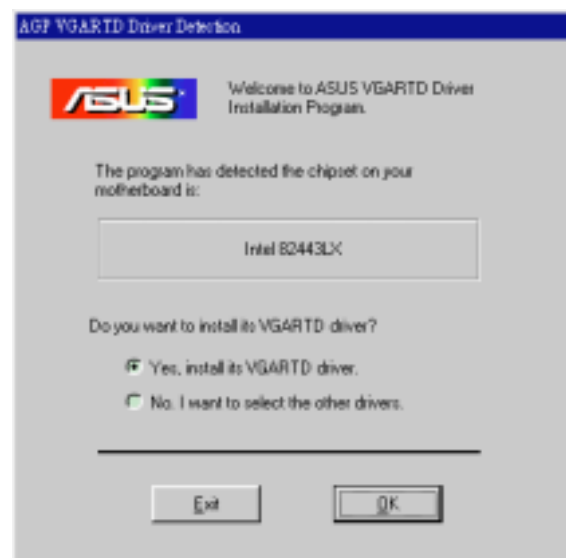 AGP VGARTD Driver Detection
ASUS
Welcome to ASUS VGARTD Driver
Installation Program.
The program has detected the chipset on your
motherboard is:
Intel 82443LX
Do you want to install its VGARTD driver?
Yes, install its VGARTD driver.
No. I want to select the other drivers.
Exit
OK